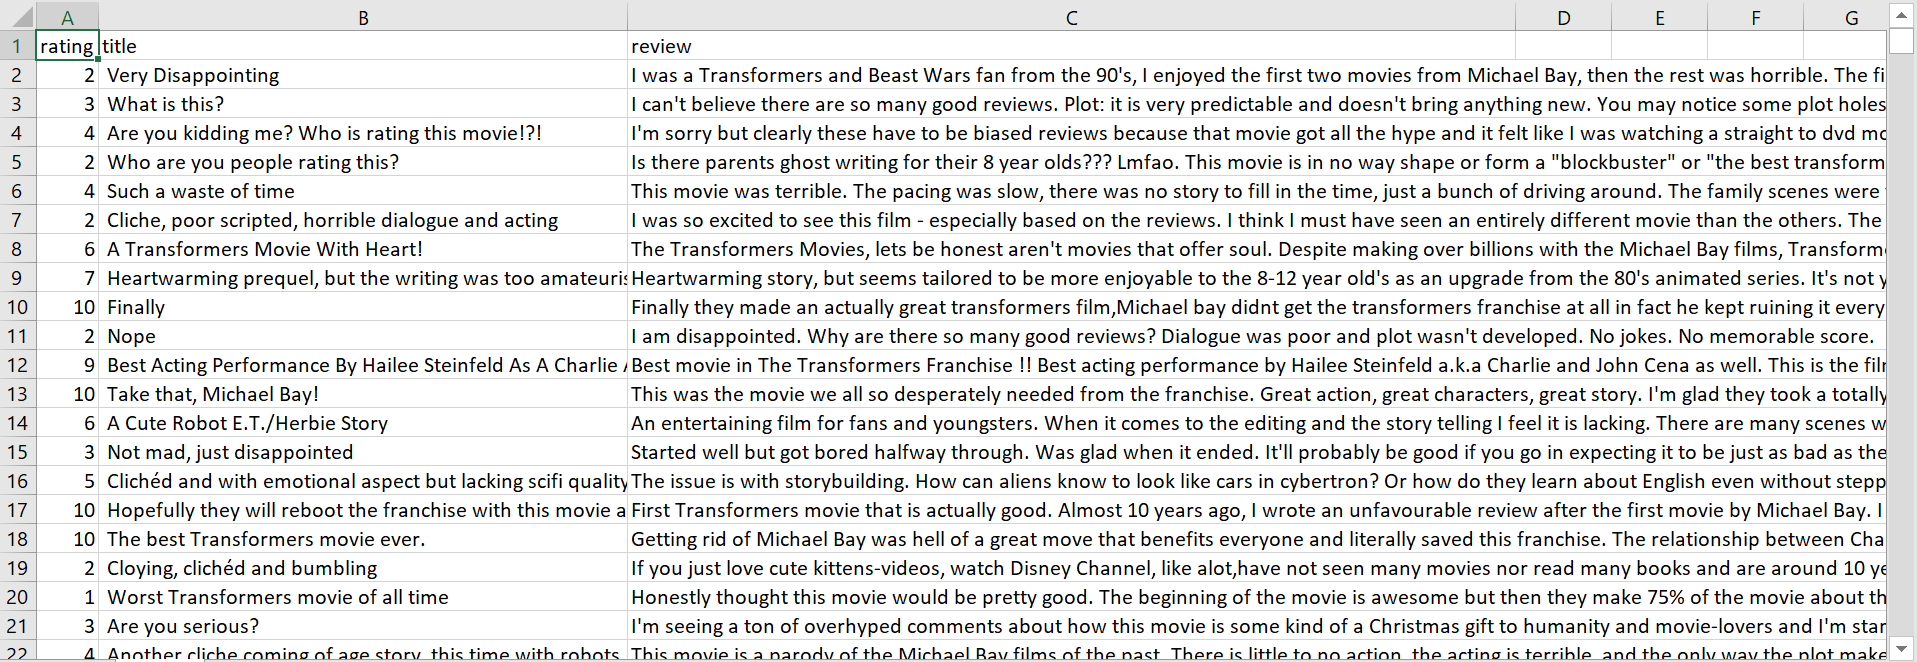 A B C D E F G
1 rating title review
2 2 Very Disappointing I was a Transformers and Beast Wars fan from the 90's, I enjoyed the first two movies from Michael Bay, then the rest was horrible. The fi
3 3 What is this? I can't believe there are so many good reviews. Plot: it is very predictable and doesn't bring anything new. You may notice some plot holes
4 4 Are you kidding me? Who is rating this movie!?! I'm sorry but clearly these have to be biased reviews because that movie got all the hype and it felt like I was watching a straight to dvd mo
5 2 Who are you people rating this? Is there parents ghost writing for their 8 year olds??? Lmfao. This movie is in no way shape or form a "blockbuster" or "the best transform
6 4 Such a waste of time This movie was terrible. The pacing was slow, there was no story to fill in the time, just a bunch of driving around. The family scenes were
7 2 Cliche, poor scripted, horrible dialogue and acting I was so excited to see this film - especially based on the reviews. I think I must have seen an entirely different movie than the others. The
8 6 A Transformers Movie With Heart! The Transformers Movies, lets be honest aren't movies that offer soul. Despite making over billions with the Michael Bay films, Transform
9 7 Heartwarming prequel, but the writing was too amateuris Heartwarming story, but seems tailored to be more enjoyable to the 8-12 year old's as an upgrade from the 80's animated series. It's not y
10 10 Finally Finally they made an actually great transformers film,Michael bay didnt get the transformers franchise at all in fact he kept ruining it every
11 2 Nope I am disappointed. Why are there so many good reviews? Dialogue was poor and plot wasn't developed. No jokes. No memorable score.
12 9 Best Acting Performance By Hailee Steinfeld As A Charlie Best movie in The Transformers Franchise !! Best acting performance by Hailee Steinfeld a.k.a Charlie and John Cena as well. This is the film
13 10 Take that, Michael Bay! This was the movie we all so desperately needed from the franchise. Great action, great characters, great story. I'm glad they took a totally
14 6 A Cute Robot E.T./Herbie Story An entertaining film for fans and youngsters. When it comes to the editing and the story telling I feel it is lacking. There are many scenes w
15 3 Not mad, just disappointed Started well but got bored halfway through. Was glad when it ended. It'll probably be good if you go in expecting it to be just as bad as the
16 5 Clichéd and with emotional aspect but lacking scifi quality The issue is with storybuilding. How can aliens know to look like cars in cybertron? Or how do they learn about English even without stepp
17 10 Hopefully they will reboot the franchise with this movie a First Transformers movie that is actually good. Almost 10 years ago, I wrote an unfavourable review after the first movie by Michael Bay. I
18 10 The best Transformers movie ever. Getting rid of Michael Bay was hell of a great move that benefits everyone and literally saved this franchise. The relationship between Cha
19 2 Cloying, clichéd and bumbling If you just love cute kittens-videos, watch Disney Channel, like alot,have not seen many movies nor read many books and are around 10 ye
20 1 Worst Transformers movie of all time Honestly thought this movie would be pretty good. The beginning of the movie is awesome but then they make 75% of the movie about th
21 3 Are you serious? I'm seeing a ton of overhyped comments about how this movie is some kind of a Christmas gift to humanity and movie-lovers and I'm star
22 4 Another cliche coming of age story, this time with robots This movie is a parody of the Michael Bay films of the past. There is little to no action, the acting is terrible, and the only way the plot make